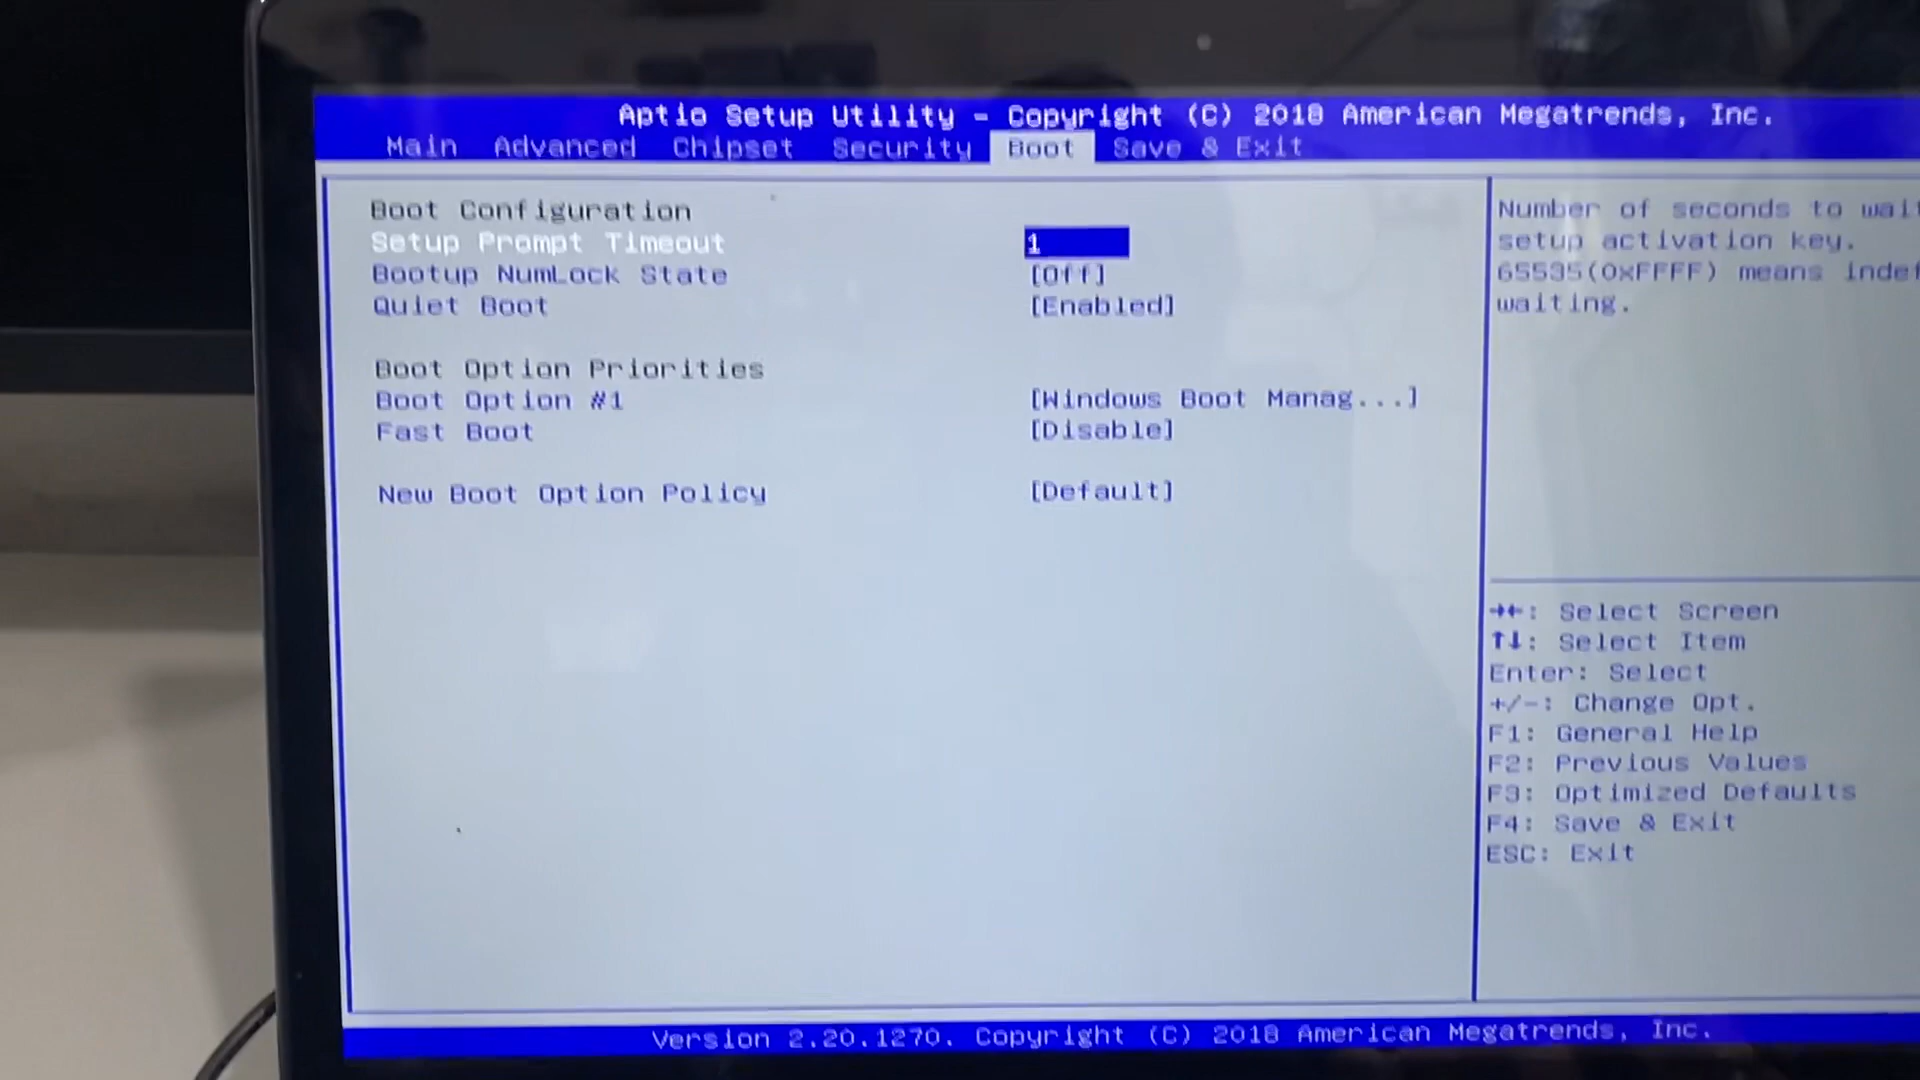 Aptio Setup Utility - Copyright (C) 2018 American Megatrends, Inc.
Main Advanced Chipset Security Boot Save & Exit
Boot Configuration
Setup Prompt Timeout 1
Bootup NumLock State [Off]
Quiet Boot [Enabled]
Boot Option Priorities
Boot Option #1 [Windows Boot Manag...]
Fast Boot [Disable]
New Boot Option Policy [Default]
Number of seconds to wait
setup activation key.
65535(0xFFFF) means indef
waiting.
→←: Select Screen
↑↓: Select Item
Enter: Select
+/-: Change Opt.
F1: General Help
F2: Previous Values
F3: Optimized Defaults
F4: Save & Exit
ESC: Exit
Version 2.20.1270. Copyright (C) 2018 American Megatrends, Inc.